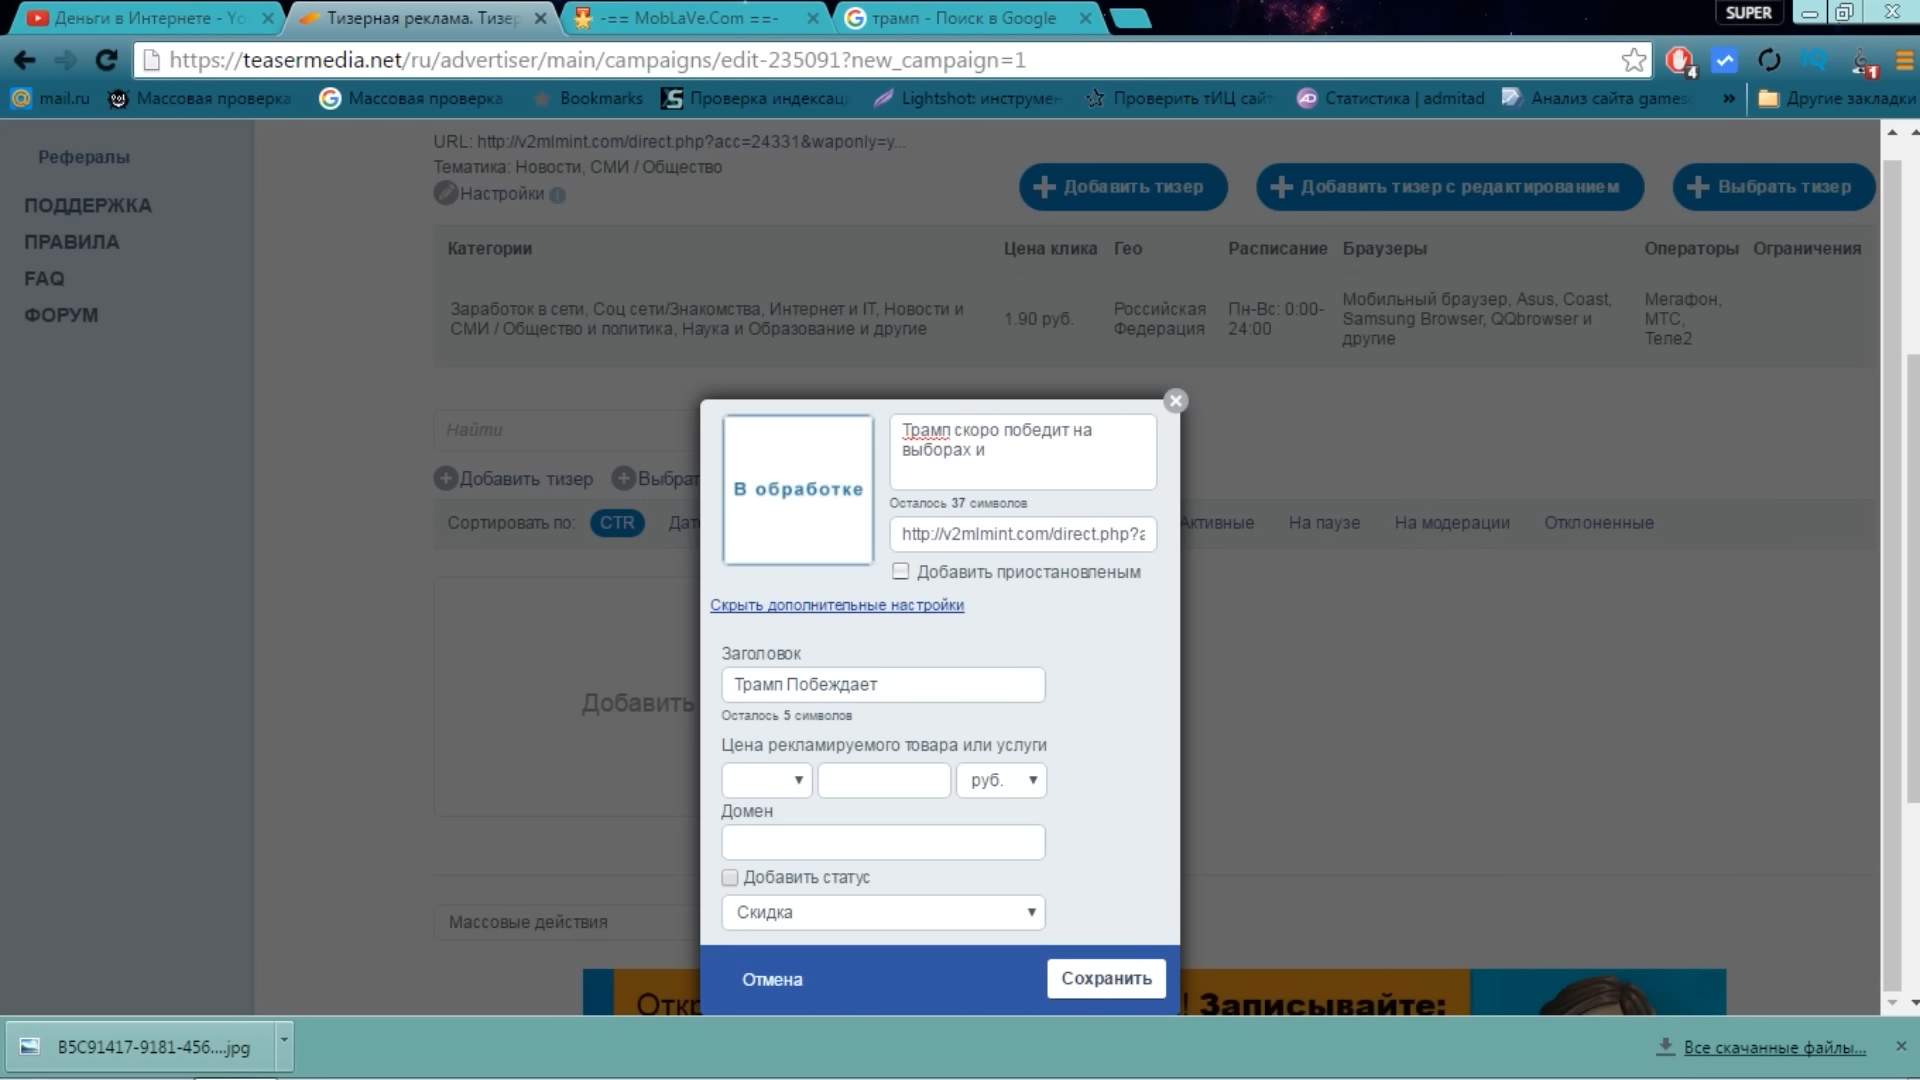 Деньги в Интернете - Yo
Тизерная реклама. Тизер
-== MobLaVe.Com ==-
трамп - Поиск в Google
SUPER
https://teasermedia.net/ru/advertiser/main/campaigns/edit-235091?new_campaign=1
4
1
mail.ru
Массовая проверка
Массовая проверка
Bookmarks
Проверка индексаци
Lightshot: инструмен
Проверить тИЦ сайт
Статистика | admitad
Анализ сайта games
»
Другие закладки
Рефералы
ПОДДЕРЖКА
ПРАВИЛА
FAQ
ФОРУМ
URL: http://v2mlmint.com/direct.php?acc=24331&waponly=y...
Тематика: Новости, СМИ / Общество
Настройки
Добавить тизер
Добавить тизер с редактированием
Выбрать тизер
Категории
Цена клика
Гео
Расписание
Браузеры
Операторы
Ограничения
Заработок в сети, Соц сети/Знакомства, Интернет и IT, Новости и
СМИ / Общество и политика, Наука и Образование и другие
1.90 руб.
Российская
Федерация
Пн-Вс: 0:00-
24:00
Мобильный браузер, Asus, Coast,
Samsung Browser, QQbrowser и
другие
Мегафон,
МТС,
Теле2
Найти
Добавить тизер
Выбрат
Сортировать по:
CTR
Дат
Активные
На паузе
На модерации
Отклоненные
Добавить
Массовые действия
В обработке
Трамп скоро победит на
выборах и
Осталось 37 символов
http://v2mlmint.com/direct.php?a
Добавить приостановленым
Скрыть дополнительные настройки
Заголовок
Трамп Побеждает
Осталось 5 символов
Цена рекламируемого товара или услуги
руб.
Домен
Добавить статус
Скидка
Отмена
Сохранить
Откр
! Записывайте:
B5C91417-9181-456....jpg
Все скачанные файлы...